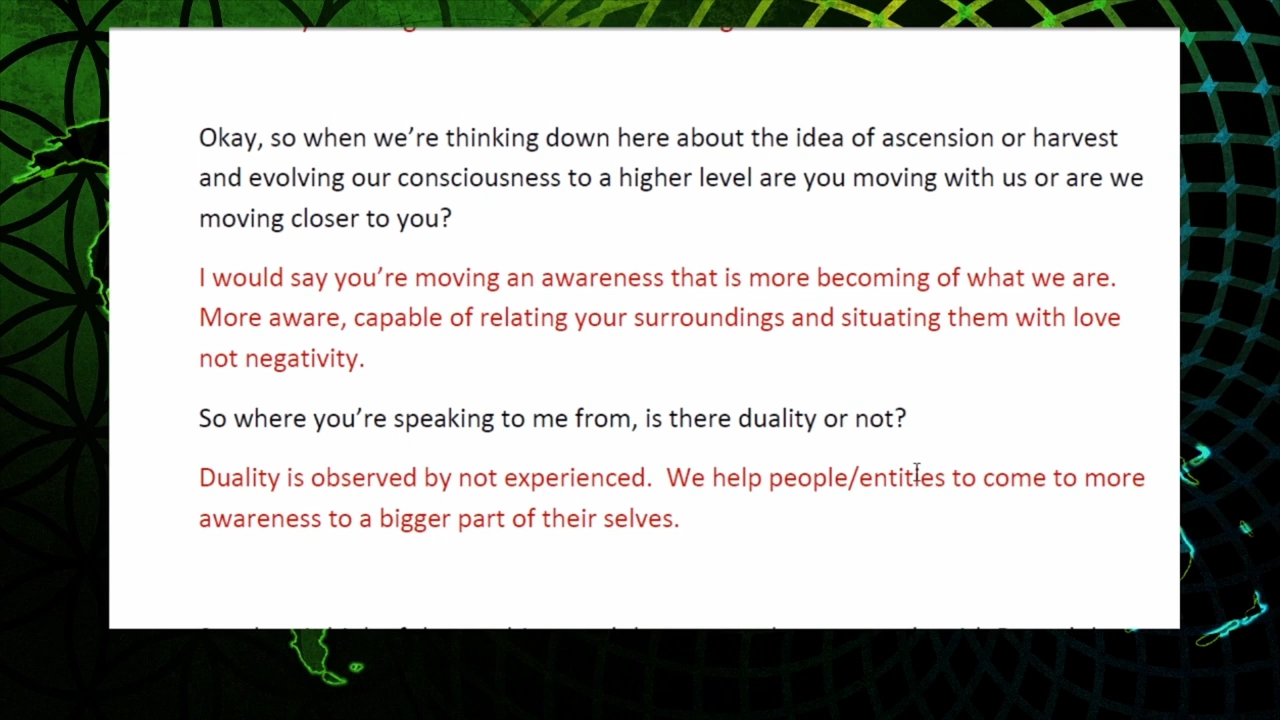 Okay, so when we’re thinking down here about the idea of ascension or harvest
and evolving our consciousness to a higher level are you moving with us or are we
moving closer to you?
I would say you’re moving an awareness that is more becoming of what we are.
More aware, capable of relating your surroundings and situating them with love
not negativity.
So where you’re speaking to me from, is there duality or not?
Duality is observed by not experienced.  We help people/entities to come to more
awareness to a bigger part of their selves.